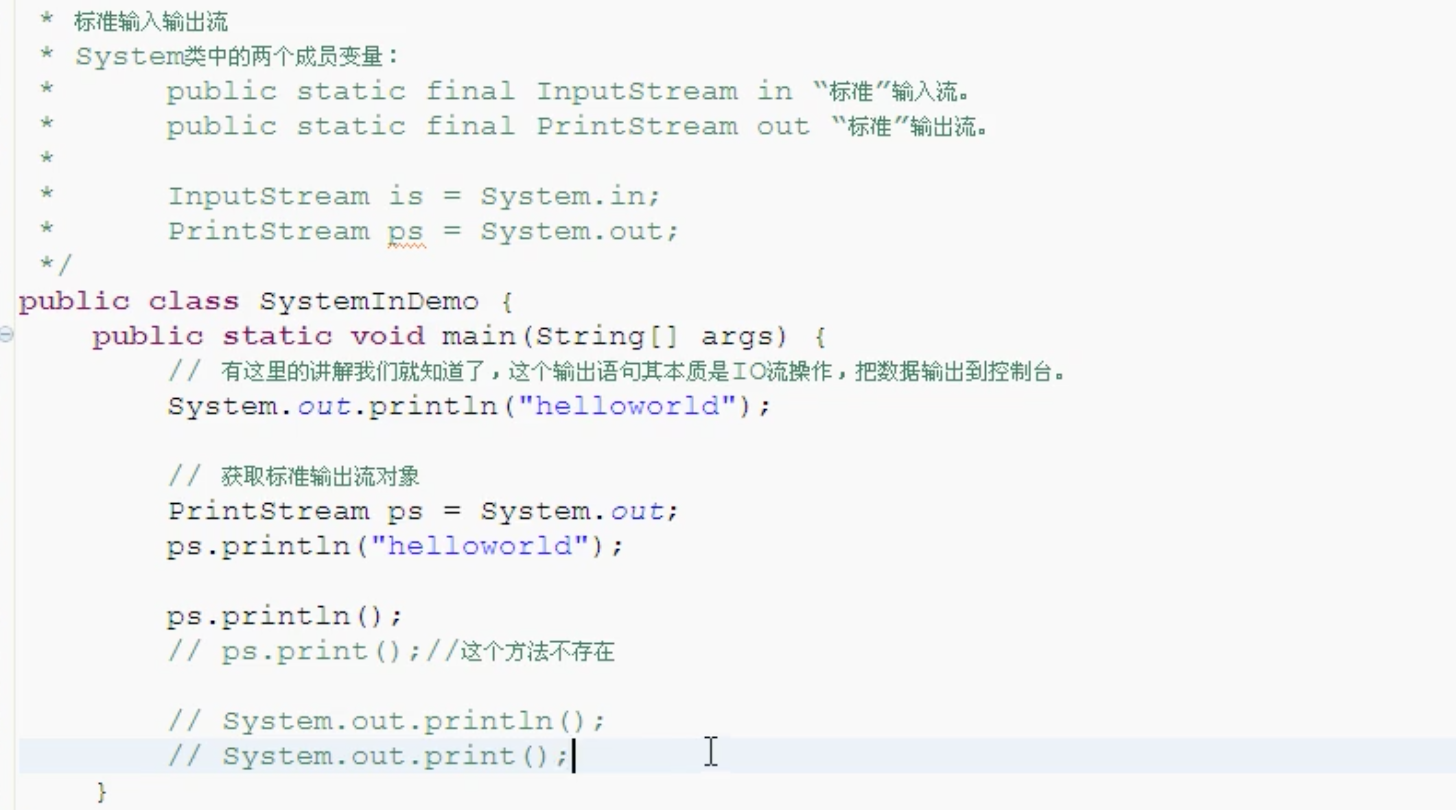 * 标准输入输出流
* System类中的两个成员变量：
* public static final InputStream in “标准”输入流。
* public static final PrintStream out “标准”输出流。
*
* InputStream is = System.in;
* PrintStream ps = System.out;
*/
public class SystemInDemo {
public static void main(String[] args) {
// 有这里的讲解我们就知道了，这个输出语句其本质是IO流操作，把数据输出到控制台。
System.out.println("helloworld");
// 获取标准输出流对象
PrintStream ps = System.out;
ps.println("helloworld");
ps.println();
// ps.print();//这个方法不存在
// System.out.println();
// System.out.print();
}